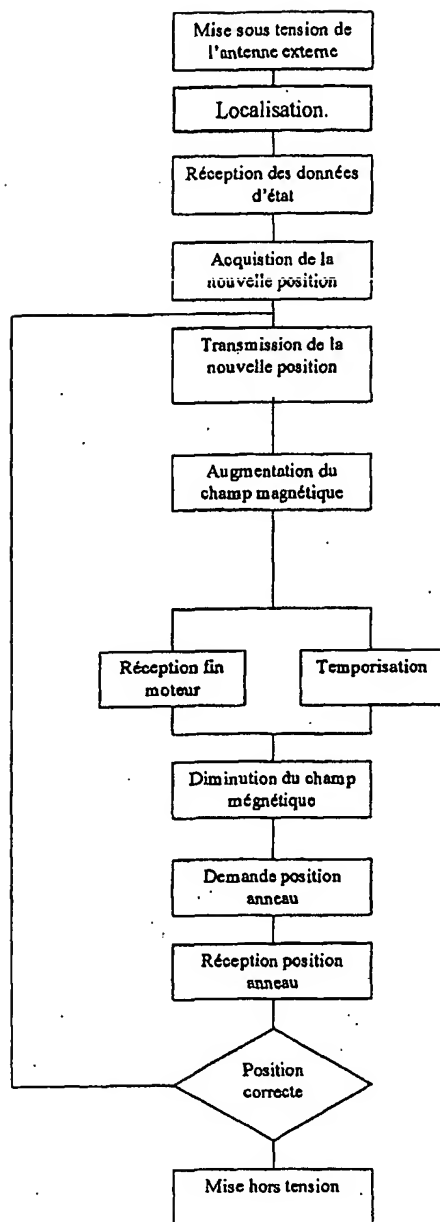 Mise sous tension de
l'antenne externe
Localisation.
Réception des données
d'état
Acquistion de la
nouvelle position
Transmission de la
nouvelle position
Augmentation du
champ magnétique
Réception fin
moteur
Temporisation
Diminution du champ
mégnétique
Demande position
anneau
Réception position
anneau
Position
correcte
Mise hors tension